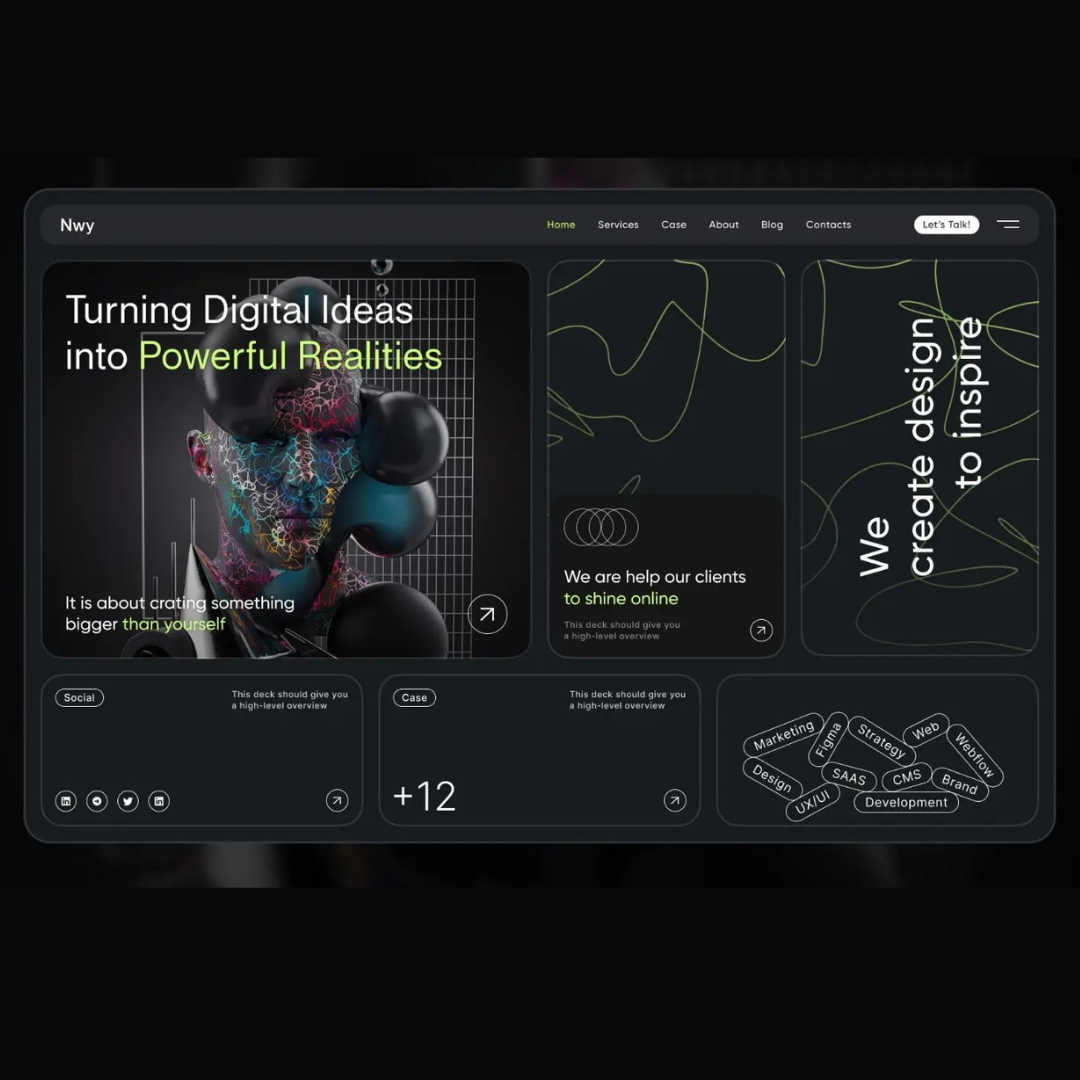 Nwy
Home Services Case About Blog Contacts
Let's Talk!
Turning Digital Ideas
into Powerful Realities
It is about crating something
bigger than yourself
We are help our clients
to shine online
This deck should give you
a high-level overview
We
create design
to inspire
Social
This deck should give you
a high-level overview
Case
This deck should give you
a high-level overview
+12
Marketing
Figma
Strategy
Web
Webflow
Design
SAAS
CMS
Brand
UX/UI
Development